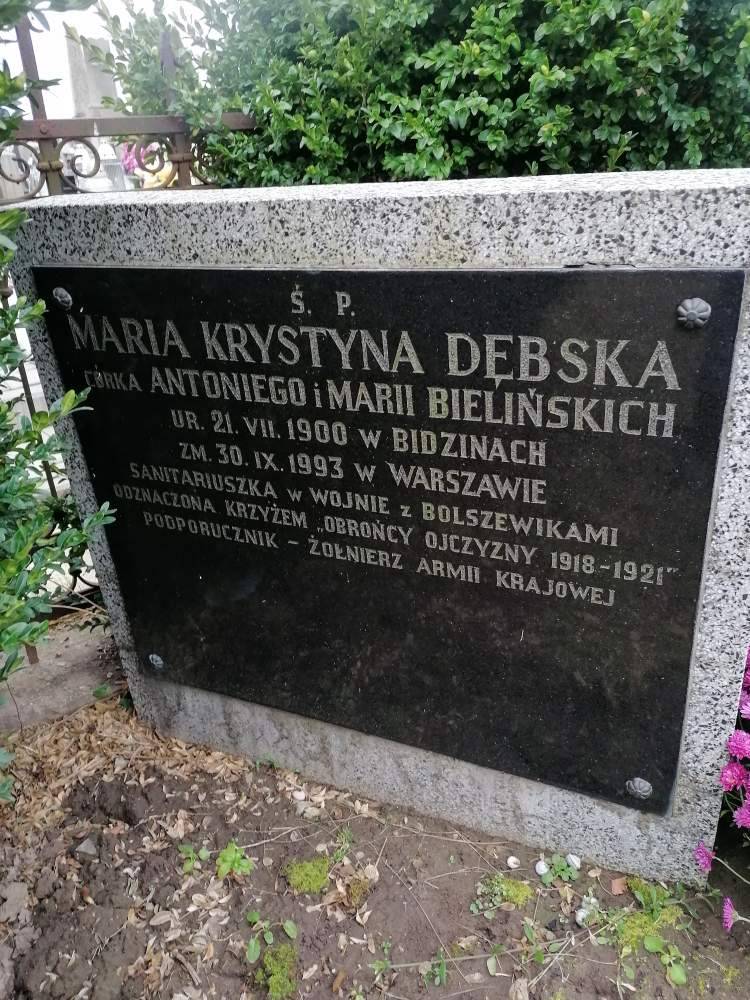 Ś. P.
MARIA KRYSTYNA DĘBSKA
CÓRKA ANTONIEGO i MARII BIELIŃSKICH
UR. 21. VII. 1900 W BIDZINACH
ZM. 30. IX. 1993 W WARSZAWIE
SANITARIUSZKA W WOJNIE z BOLSZEWIKAMI
ODZNACZONA KRZYŻEM „OBROŃCY OJCZYZNY 1918-1921"
PODPORUCZNIK – ŻOŁNIERZ ARMII KRAJOWEJ